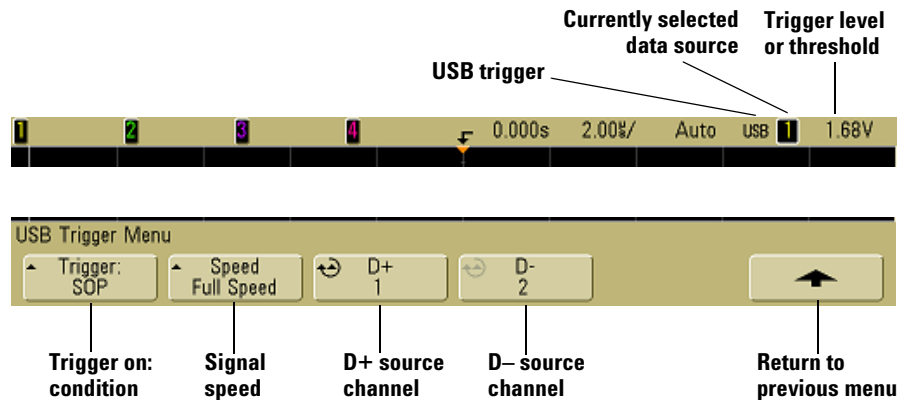 Currently selected
data source
Trigger level
or threshold
USB trigger
1 2 3 4 0.000s 2.00㎲/ Auto USB 1 1.68V
USB Trigger Menu
Trigger:
SOP
Speed
Full Speed
D+
1
D-
2
Trigger on:
condition
Signal
speed
D+ source
channel
D– source
channel
Return to
previous menu